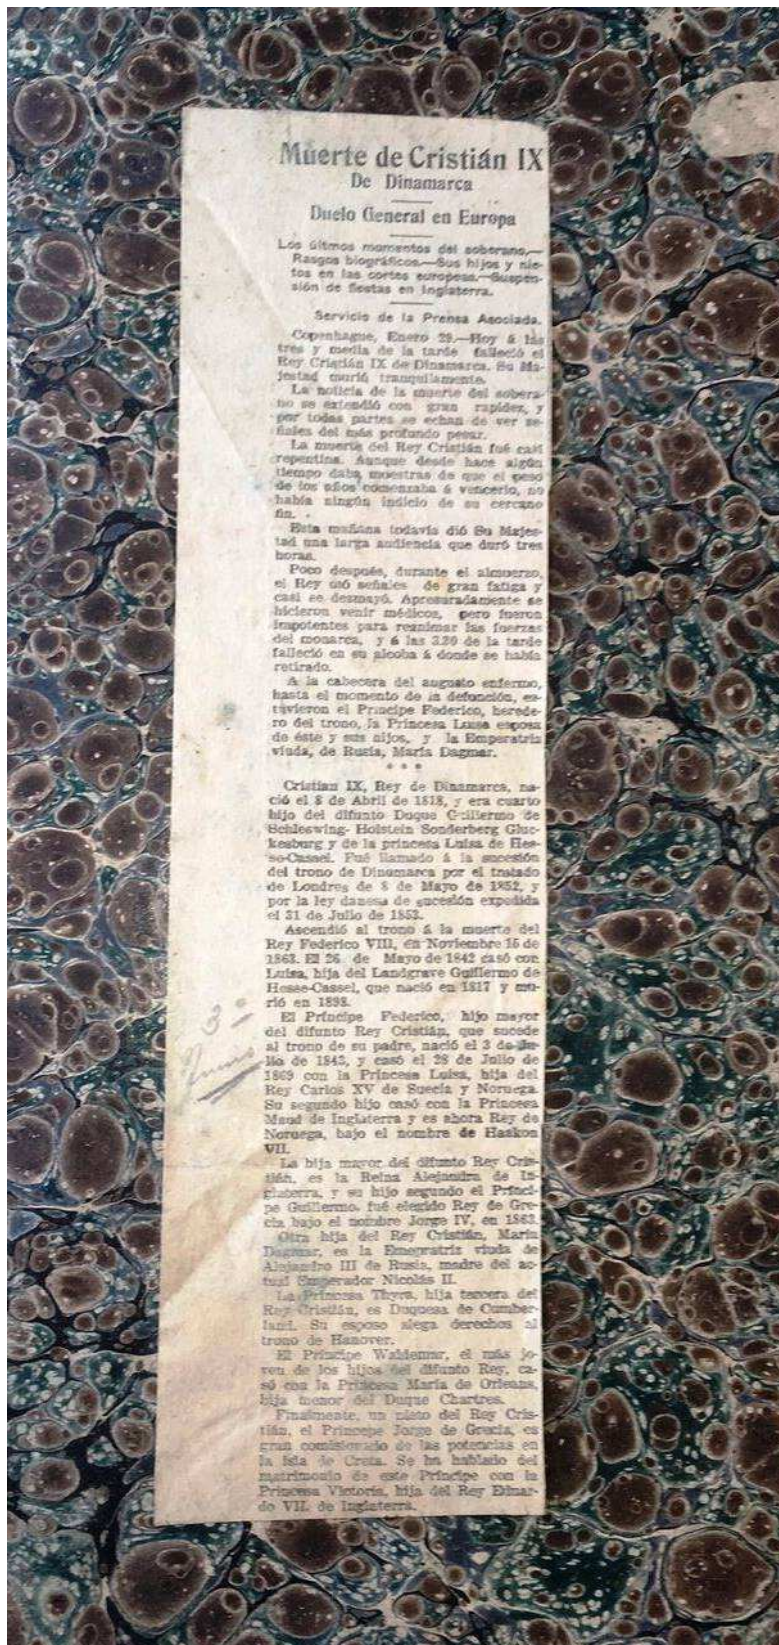 Muerte de Cristián IX
De Dinamarca
Duelo General en Europa
Los últimos momentos del soberano.—
Rasgos biográficos.—Sus hijos y nie-
tos en las cortes europeas.—Suspen-
sión de fiestas en Inglaterra.
Servicio de la Prensa Asociada.
Copenhague, Enero 29.—Hoy á las
tres y media de la tarde falleció el
Rey Cristián IX de Dinamarca. Su Ma-
jestad murió tranquilamente.
La noticia de la muerte del sobera-
no se extendió con gran rapidez, y
por todas partes se echan de ver se-
ñales del más profundo pesar.
La muerte del Rey Cristián fué casi
repentina. Aunque desde hace algún
tiempo daba muestras de que el peso
de los años comenzaba á vencerlo, no
había ningún indicio de su cercano
fin.
Esta mañana todavía dió Su Majes-
tad una larga audiencia que duró tres
horas.
Poco después, durante el almuerzo,
el Rey señales de gran fatiga y
casi se desmayó. Apresuradamente se
hicieron venir médicos, pero fueron
impotentes para reanimar las fuerzas
del monarca, y á las 3.20 de la tarde
falleció en su alcoba á donde se había
retirado.
A la cabecera del augusto enfermo,
hasta el momento de la defunción, es-
tuvieron el Príncipe Federico, herede-
ro del trono, la Princesa Luisa esposa
de éste y sus hijos, y la Emperatriz
viuda, de Rusia, María Dagmar.
* * *
Cristian IX, Rey de Dinamarca, na-
ció el 8 de Abril de 1818, y era cuarto
hijo del difunto Duque Guillermo de
Schleswing- Holstein Sonderberg Gluc-
kesburg y de la princesa Luisa de Hes-
se-Cassel. Fué llamado á la sucesión
del trono de Dinamarca por el tratado
de Londres de 8 de Mayo de 1852, y
por la ley danesa de sucesión expedida
el 31 de Julio de 1853.
Ascendió al trono á la muerte del
Rey Federico VIII, en Noviembre 15 de
1863. El 26 de Mayo de 1842 casó con
Luisa, hija del Landgrave Guillermo de
Hesse-Cassel, que nació en 1817 y mu-
rió en 1898.
El Príncipe Federico, hijo mayor
del difunto Rey Cristián, que sucede
al trono de su padre, nació el 3 de
de 1843, y casó el 28 de Julio de
1869 con la Princesa Luisa, hija del
Rey Carlos XV de Suecia y Noruega.
Su segundo hijo casó con la Princesa
Maud de Inglaterra y es ahora Rey de
Noruega, bajo el nombre de Haakon
VII.
La hija mayor del difunto Rey Cris-
tián, es la Reina Alejandra de In-
glaterra, y su hijo segundo el Prínci-
pe Guillermo, fué elegido Rey de Gre-
cia bajo el nombre Jorge IV, en 1863.
Otra hija del Rey Cristián, María
Dagmar, es la Emperatriz viuda de
Alejandro III de Rusia, madre del ac-
tual Emperador Nicolás II.
La Princesa Thyra, hija tercera del
Rey Cristián, es Duquesa de Cumber-
land. Su esposo alega derechos al
trono de Hanover.
El Príncipe Waldemar, el más jo-
ven de los hijos del difunto Rey, ca-
só con la Princesa María de Orleans,
hija menor del Duque Chartres.
Finalmente, un nieto del Rey Cris-
tián, el Príncepe Jorge de Grecia, es
gran comisionado de las potencias en
la Isla de Creta. Se ha hablado del
matrimonio de este Príncipe con la
Princesa Victoria, hija del Rey Eduar-
do VII. de Inglaterra.